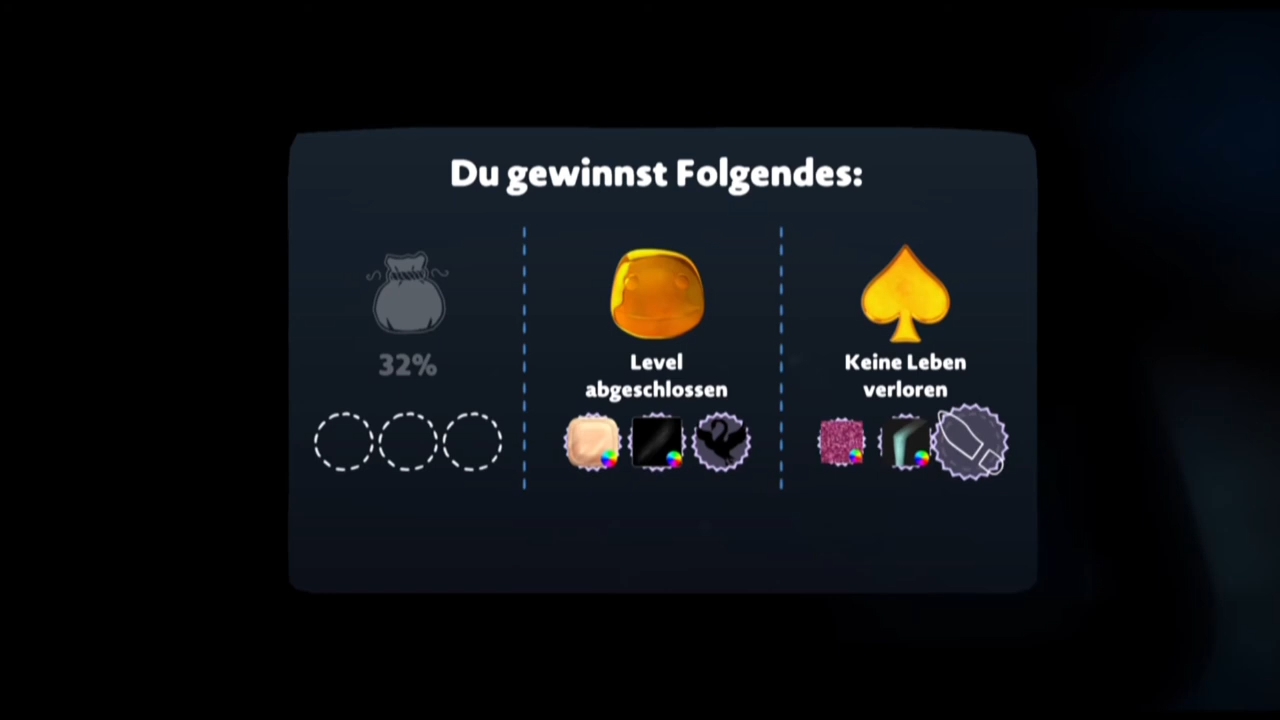 Du gewinnst Folgendes:
32%
Level
abgeschlossen
Keine Leben
verloren